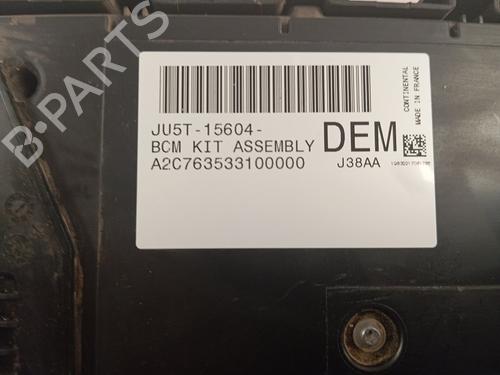 B-PARTS
JU5T-15604-
BCM KIT ASSEMBLY
A2C763533100000
DEM
J38AA
CONTINENTAL
MADE IN FRANCE